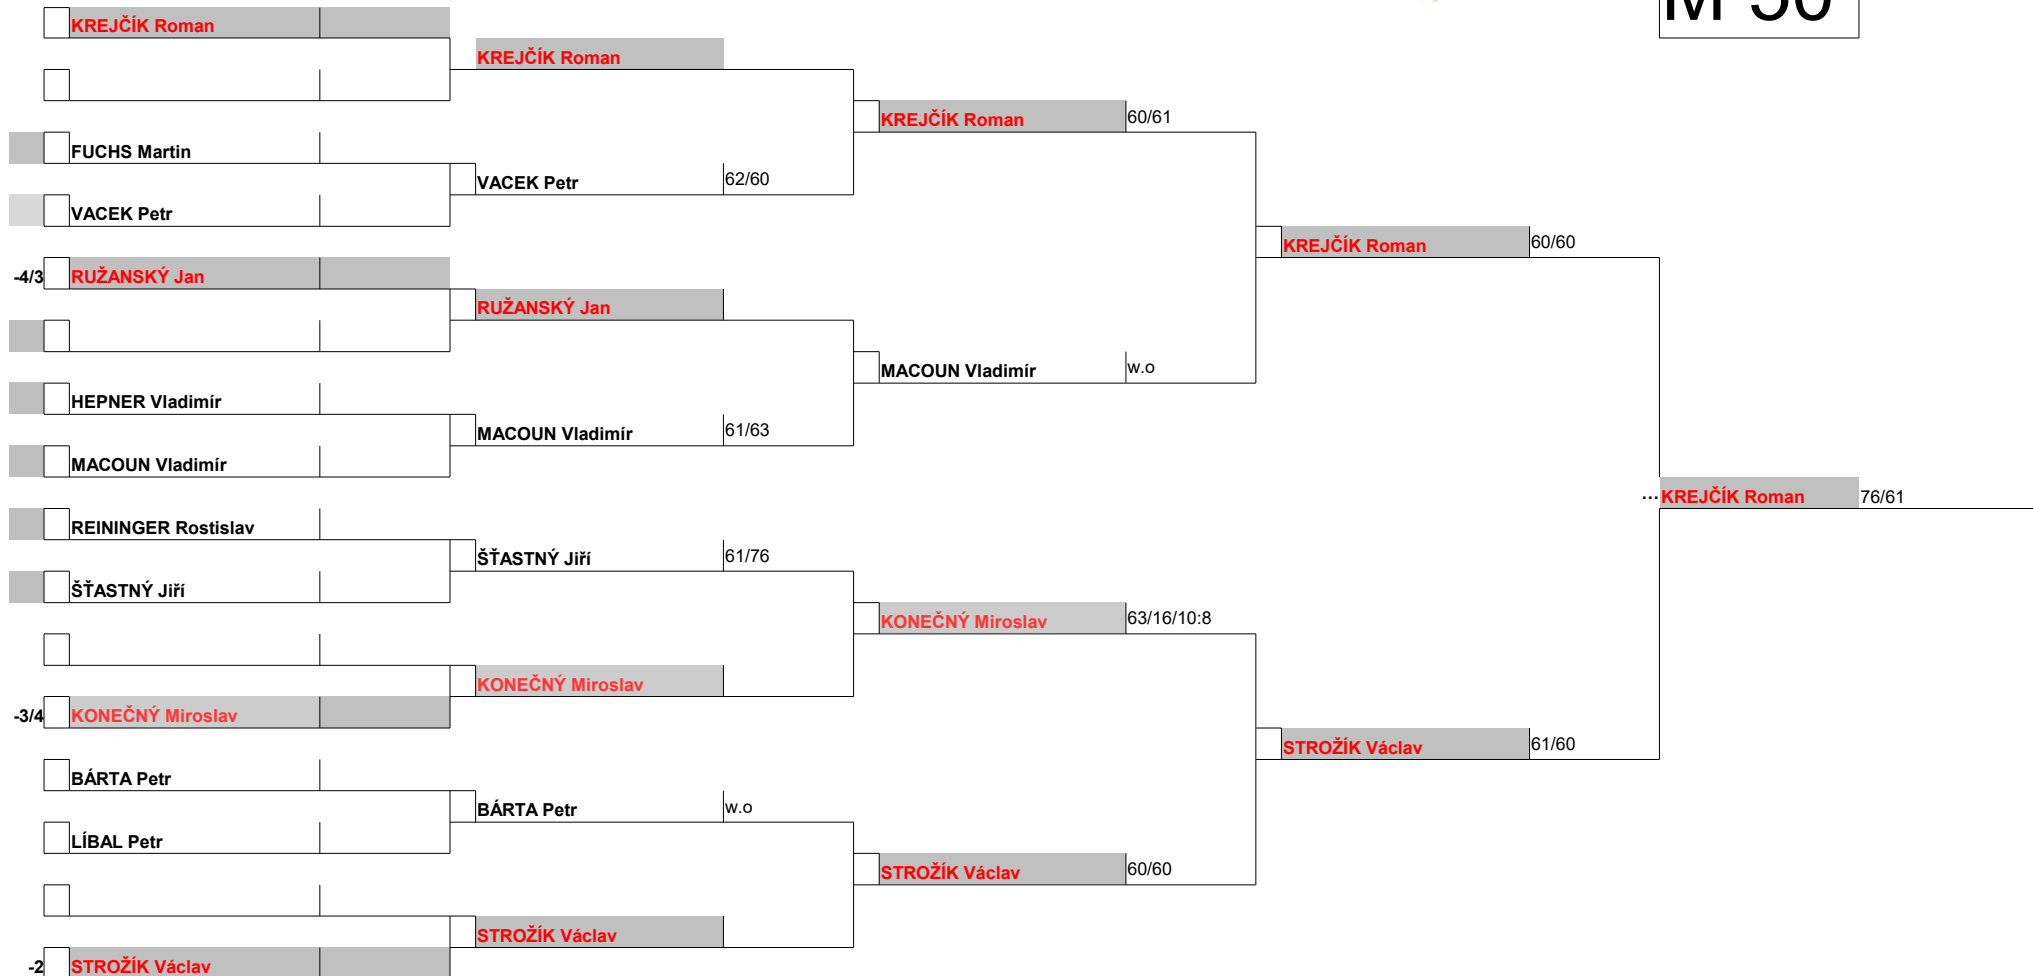 M 50
KREJČÍK Roman
KREJČÍK Roman
KREJČÍK Roman 60/61
FUCHS Martin
VACEK Petr 62/60
VACEK Petr
KREJČÍK Roman 60/60
-4/3 RUŽANSKÝ Jan
RUŽANSKÝ Jan
MACOUN Vladimír w.o
HEPNER Vladimír
MACOUN Vladimír 61/63
MACOUN Vladimír
...KREJČÍK Roman 76/61
REININGER Rostislav
ŠŤASTNÝ Jiří 61/76
ŠŤASTNÝ Jiří
KONEČNÝ Miroslav 63/16/10:8
KONEČNÝ Miroslav
-3/4 KONEČNÝ Miroslav
STROŽÍK Václav 61/60
BÁRTA Petr
BÁRTA Petr w.o
LÍBAL Petr
STROŽÍK Václav 60/60
STROŽÍK Václav
-2 STROŽÍK Václav